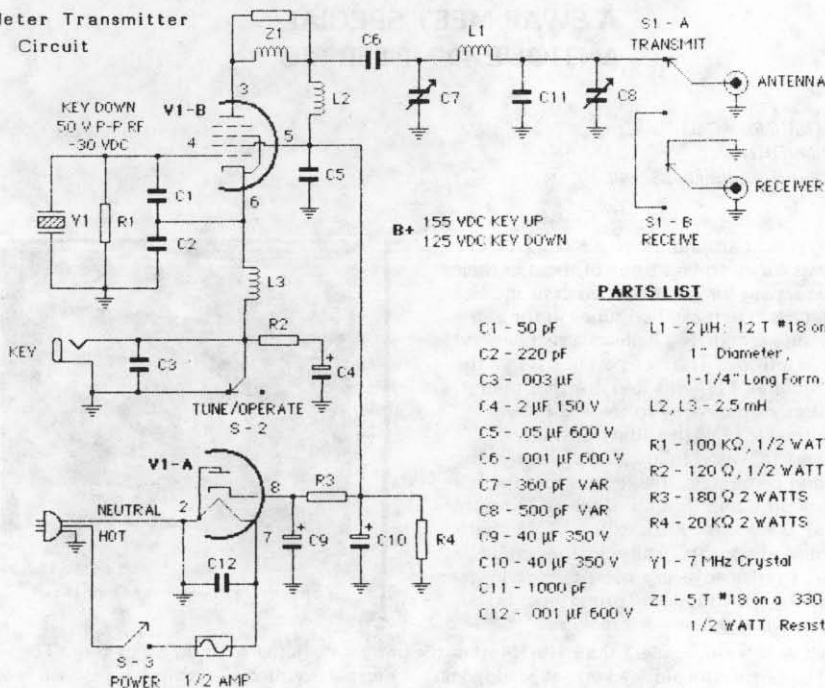 Meter Transmitter
Circuit
Z1
C6
L1
S1 - A
TRANSMIT
3
L2
C7
C11
C8
ANTENNA
KEY DOWN
50 V P-P RF
-30 VDC
V1-B
4
5
C5
6
Y1
R1
C1
C2
B+ 155 VDC KEY UP
125 VDC KEY DOWN
RECEIVER
S1 - B
RECEIVE
L3
R2
KEY
C3
C4
TUNE/OPERATE
S - 2
V1-A
8
R3
NEUTRAL
2
HOT
7
C9
C10
R4
C12
S - 3
POWER
1/2 AMP
PARTS LIST
C1 - 50 pF
C2 - 220 pF
C3 - .003 µF
C4 - .2 µF 150 V
C5 - .05 µF 600 V
C6 - .001 µF 600 V
C7 - 360 pF VAR
C8 - 500 pF VAR
C9 - 40 µF 350 V
C10 - 40 µF 350 V
C11 - 1000 pF
C12 - .001 µF 600 V
L1 - 2 µH: 12 T #18 on
1" Diameter,
1-1/4" Long Form.
L2, L3 - 2.5 mH
R1 - 100 KΩ, 1/2 WATT
R2 - 120 Ω, 1/2 WATT
R3 - 180 Ω 2 WATTS
R4 - 20 KΩ 2 WATTS
Y1 - 7 MHz Crystal
Z1 - 5 T #18 on a 330
1/2 WATT Resist